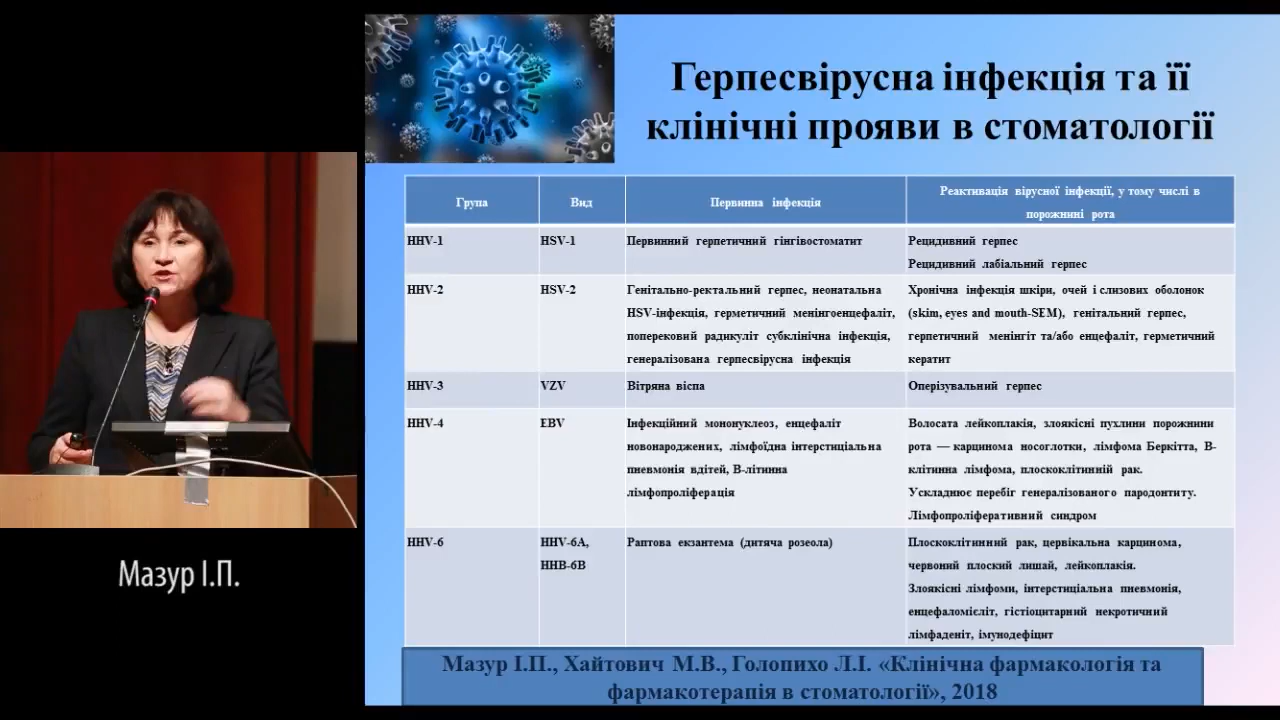 Герпесвірусна інфекція та її
клінічні прояви в стоматології
Група
Вид
Первинна інфекція
Реактивація вірусної інфекції, у тому числі в
порожнині рота
HHV-1
HSV-1
Первинний герпетичний гінгівостоматит
Рецидивний герпес
Рецидивний лабіальний герпес
HHV-2
HSV-2
Генітально-ректальний герпес, неонатальна
HSV-інфекція, герметичний менінгоенцефаліт,
поперековий радикуліт субклінічна інфекція,
генералізована герпесвірусна інфекція
Хронічна інфекція шкіри, очей і слизових оболонок
(skim, eyes and mouth-SEM), генітальний герпес,
герпетичний менінгіт та/або енцефаліт, герметичний
кератит
HHV-3
VZV
Вітряна віспа
Оперізувальний герпес
HHV-4
EBV
Інфекційний мононуклеоз, енцефаліт
новонароджених, лімфоїдна інтерстиціальна
пневмонія вдітей, В-літинна
лімфопроліферація
Волосата лейкоплакія, злоякісні пухлини порожнини
рота — карцинома носоглотки, лімфома Беркітта, В-
клітинна лімфома, плоскоклітинній рак.
Ускладнює перебіг генералізованого пародонтиту.
Лімфопроліферативний синдром
HHV-6
HHV-6A,
HHB-6B
Раптова екзантема (дитяча розеола)
Плоскоклітинний рак, цервікальна карцинома,
червоний плоский лишай, лейкоплакія.
Злоякісні лімфоми, інтерстиціальна пневмонія,
енцефаломієліт, гістіоцитарний некротичний
лімфаденіт, імунодефіцит
Мазур І.П., Хайтович М.В., Голопихо Л.І. «Клінічна фармакологія та
фармакотерапія в стоматології», 2018
Мазур І.П.